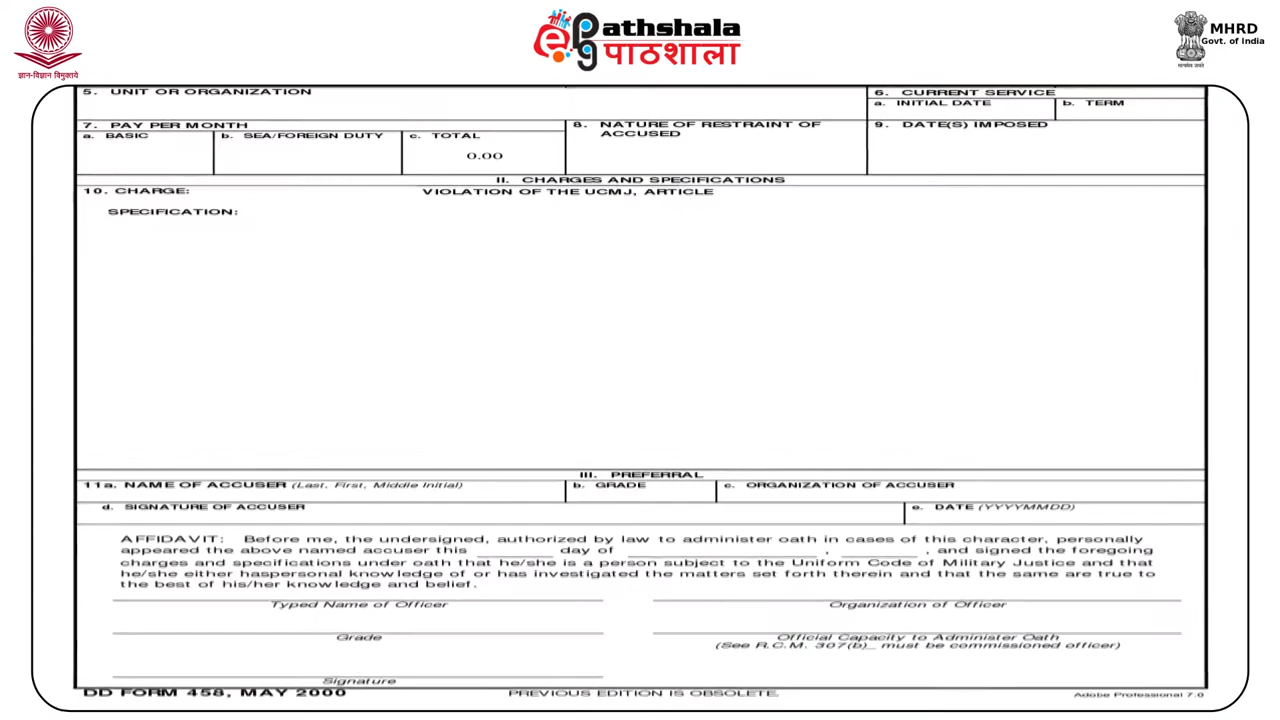 ज्ञान-विज्ञान विमुक्तये
ePG Pathshala
पाठशाला
MHRD
Govt. of India
सत्यमेव जयते
5. UNIT OR ORGANIZATION
6. CURRENT SERVICE
a. INITIAL DATE
b. TERM
7. PAY PER MONTH
8. NATURE OF RESTRAINT OF ACCUSED
9. DATE(S) IMPOSED
a. BASIC
b. SEA/FOREIGN DUTY
c. TOTAL
0.00
II. CHARGES AND SPECIFICATIONS
10. CHARGE: VIOLATION OF THE UCMJ, ARTICLE
SPECIFICATION:
III. PREFERRAL
11a. NAME OF ACCUSER (Last, First, Middle Initial)
b. GRADE
c. ORGANIZATION OF ACCUSER
d. SIGNATURE OF ACCUSER
e. DATE (YYYYMMDD)
AFFIDAVIT: Before me, the undersigned, authorized by law to administer oath in cases of this character, personally
appeared the above named accuser this ________ day of ____________________ , ________ , and signed the foregoing
charges and specifications under oath that he/she is a person subject to the Uniform Code of Military Justice and that
he/she either haspersonal knowledge of or has investigated the matters set forth therein and that the same are true to
the best of his/her knowledge and belief.
Typed Name of Officer
Organization of Officer
Grade
Official Capacity to Administer Oath
(See R.C.M. 307(b)_ must be commissioned officer)
Signature
DD FORM 458, MAY 2000
PREVIOUS EDITION IS OBSOLETE.
Adobe Professional 7.0